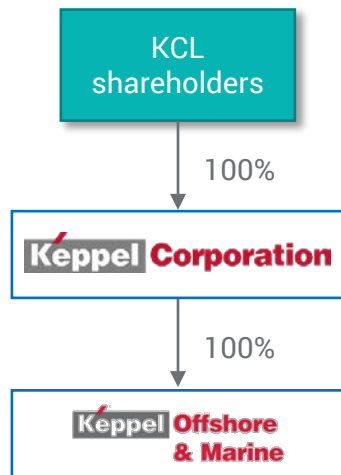 KCL
shareholders
100%
Keppel Corporation
100%
Keppel Offshore
& Marine